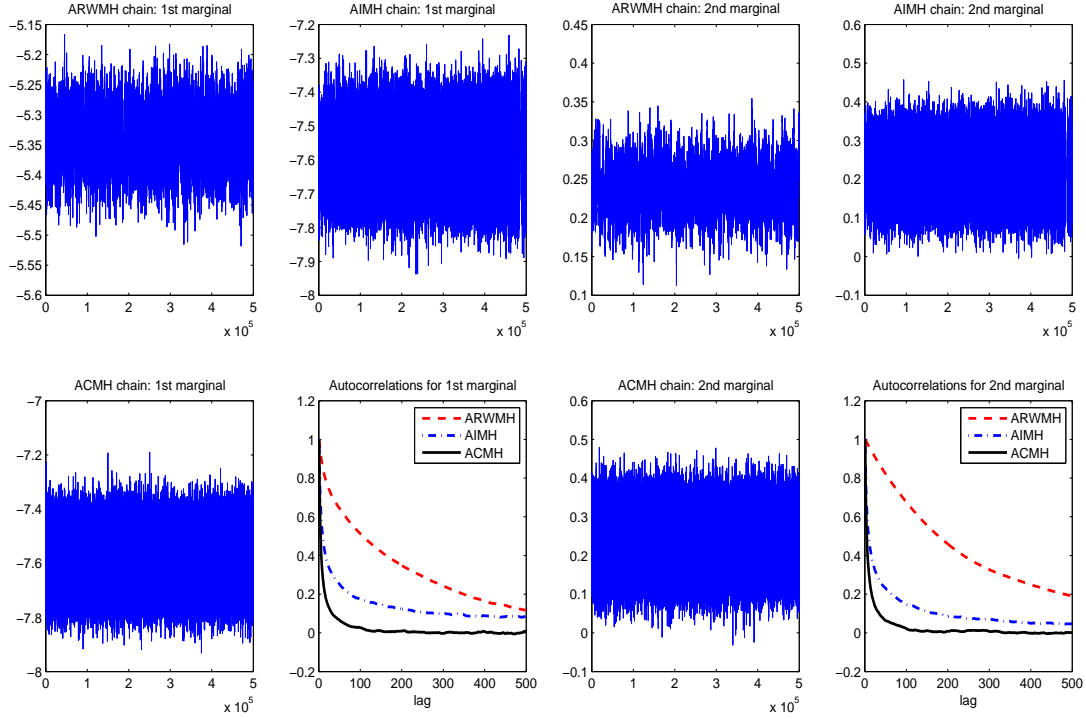 ARWMH chain: 1st marginal
−5.15
−5.2
−5.25
−5.3
−5.35
−5.4
−5.45
−5.5
−5.55
−5.6
0 1 2 3 4 5
x 10^5
AIMH chain: 1st marginal
−7.2
−7.3
−7.4
−7.5
−7.6
−7.7
−7.8
−7.9
−8
0 1 2 3 4 5
x 10^5
ARWMH chain: 2nd marginal
0.45
0.4
0.35
0.3
0.25
0.2
0.15
0.1
0 1 2 3 4 5
x 10^5
AIMH chain: 2nd marginal
0.6
0.5
0.4
0.3
0.2
0.1
0
−0.1
0 1 2 3 4 5
x 10^5
ACMH chain: 1st marginal
−7
−7.2
−7.4
−7.6
−7.8
−8
0 1 2 3 4 5
x 10^5
Autocorrelations for 1st marginal
1.2
1
0.8
0.6
0.4
0.2
0
−0.2
ARWMH
AIMH
ACMH
0 100 200 300 400 500
lag
ACMH chain: 2nd marginal
0.6
0.5
0.4
0.3
0.2
0.1
0
−0.1
0 1 2 3 4 5
x 10^5
Autocorrelations for 2nd marginal
1.2
1
0.8
0.6
0.4
0.2
0
−0.2
ARWMH
AIMH
ACMH
0 100 200 300 400 500
lag